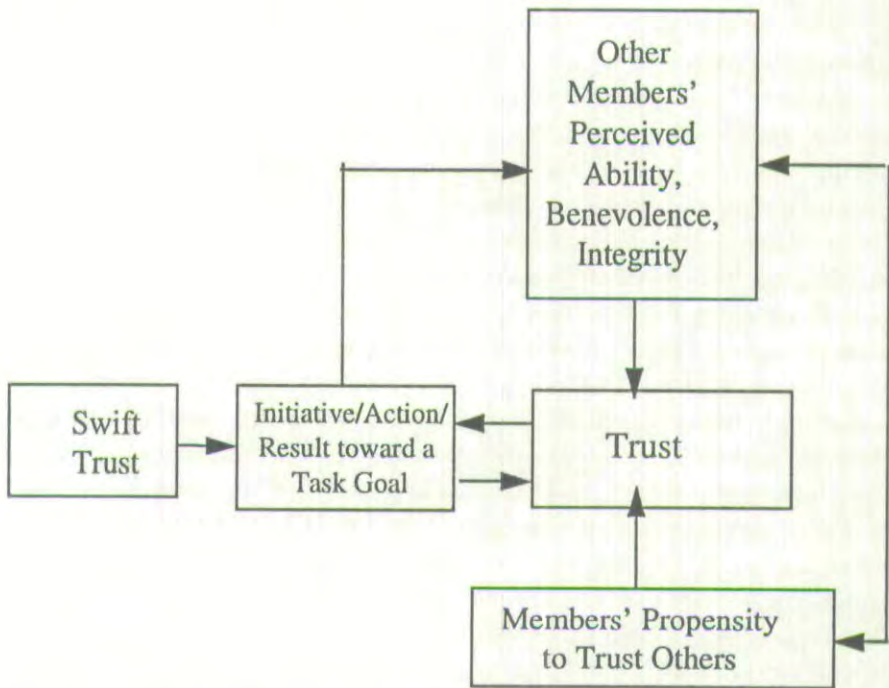 Other
Members'
Perceived
Ability,
Benevolence,
Integrity
Swift
Trust
Initiative/Action/
Result toward a
Task Goal
Trust
Members' Propensity
to Trust Others